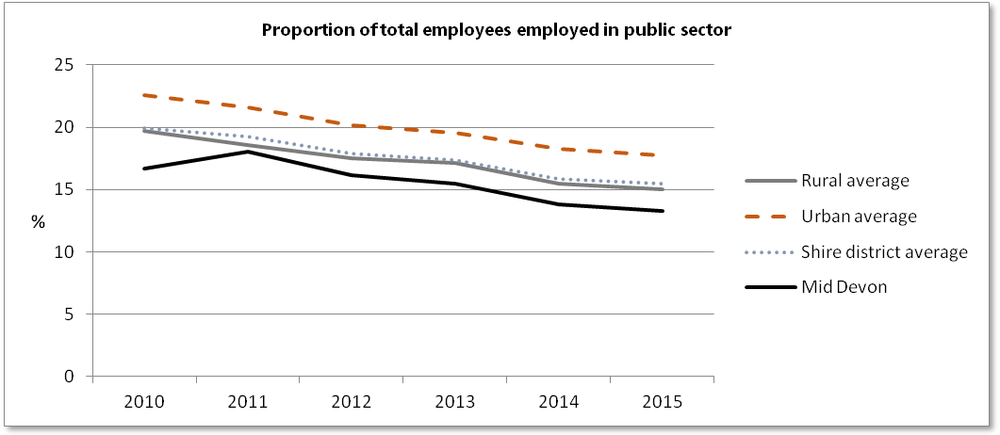 Proportion of total employees employed in public sector
25
20
15
10
5
0
%
2010 2011 2012 2013 2014 2015
Rural average
Urban average
Shire district average
Mid Devon